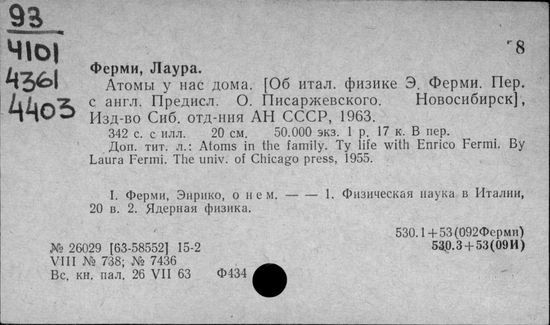 93
4101
4361
4403
8
Ферми, Лаура.
Атомы у нас дома. [Об итал. физике Э. Ферми. Пер.
с англ. Предисл. О. Писаржевского. Новосибирск],
Изд-во Сиб. отд-ния АН СССР, 1963.
342 с. с илл. 20 см. 50.000 экз. 1 р. 17 к. В пер.
Доп. тит. л.: Atoms in the family. Ty life with Enrico Fermi. By
Laura Fermi. The univ. of Chicago press, 1955.
I. Ферми, Энрико, о нем. — — 1. Физическая наука в Италии,
20 в. 2. Ядерная физика.
530.1+53(092Ферми)
№ 26029 [63-58552] 15-2 530.3+53(09И)
VIII № 738; № 7436
Вс. кн. пал. 26 VII 63 Ф434